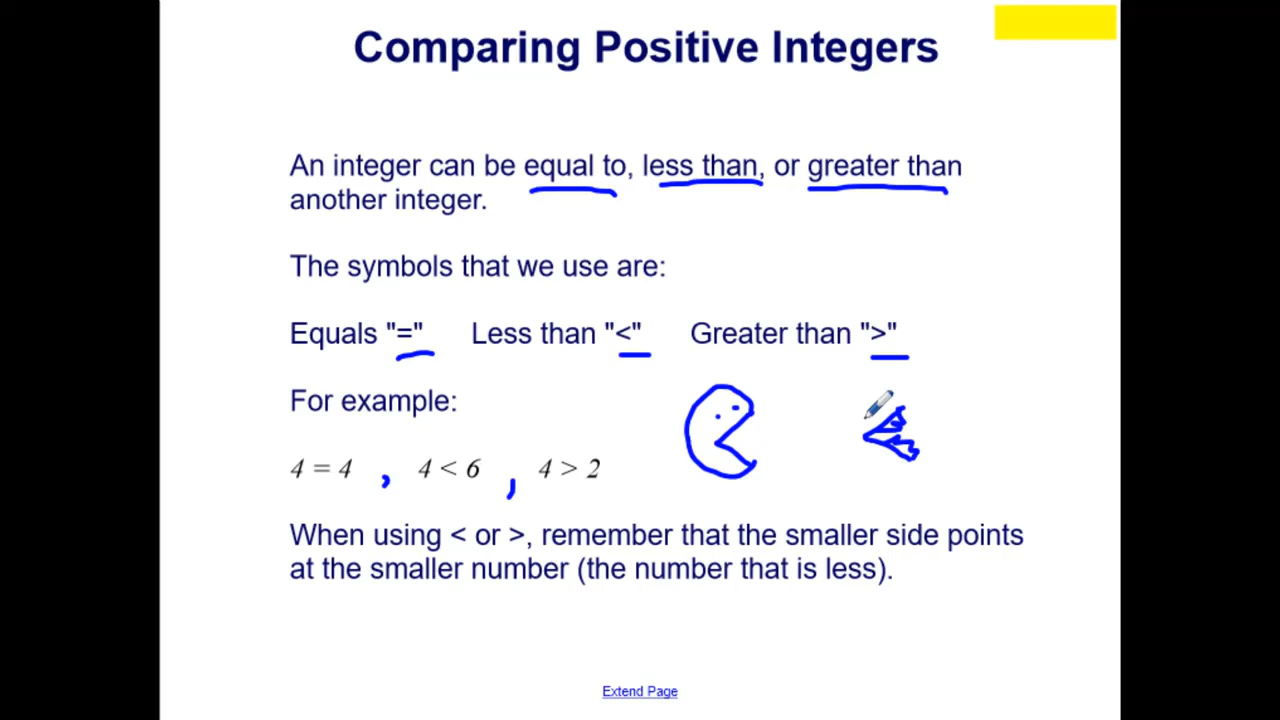 Comparing Positive Integers
An integer can be equal to, less than, or greater than
another integer.
The symbols that we use are:
Equals "=" Less than "<" Greater than ">"
For example:
4 = 4 , 4 < 6 , 4 > 2
When using < or >, remember that the smaller side points
at the smaller number (the number that is less).
Extend Page